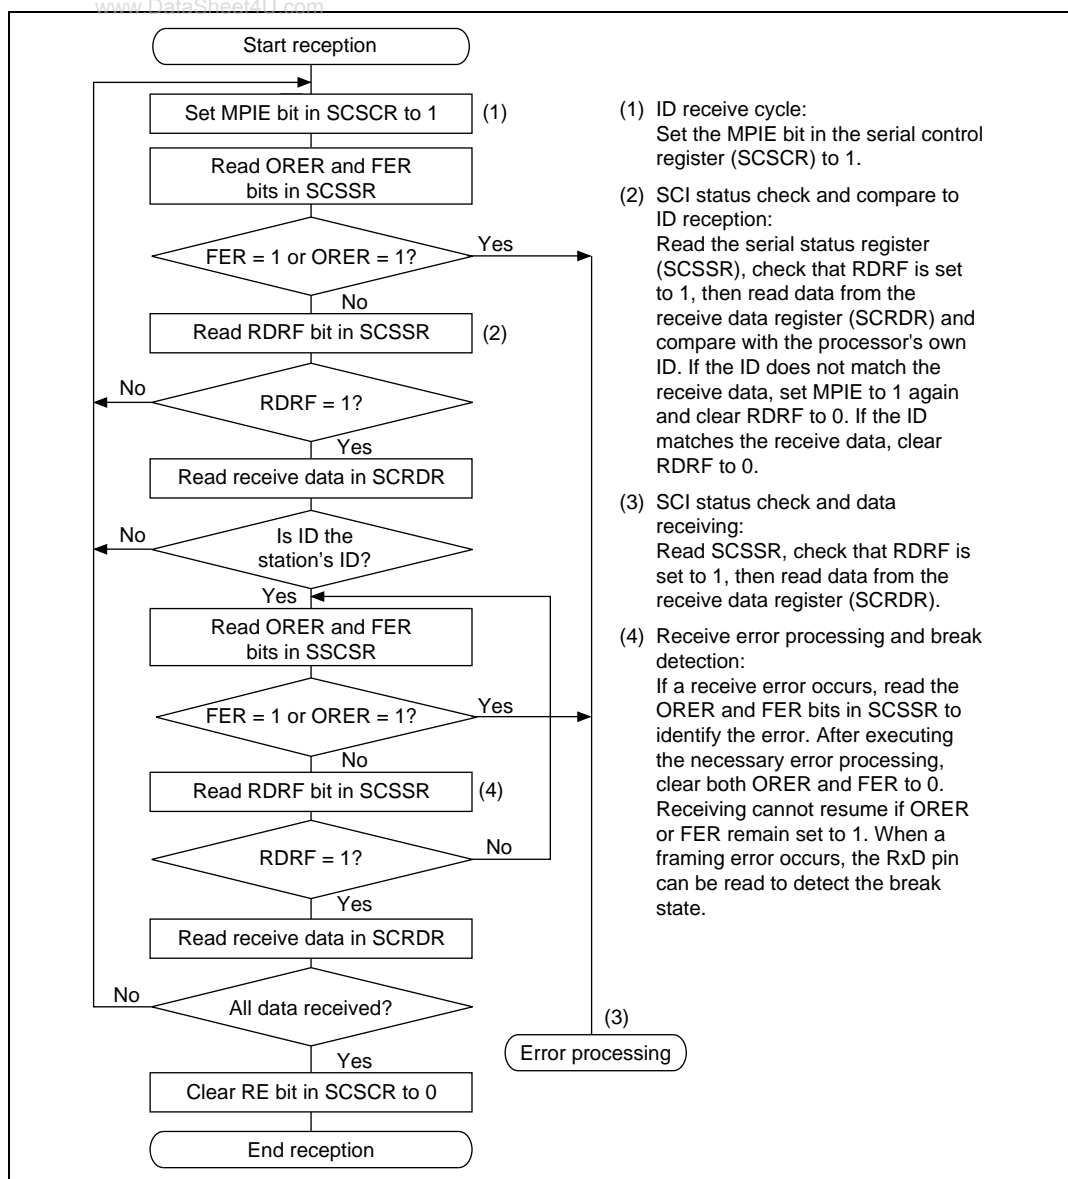 www.DataSheet4U.com
Start reception
Set MPIE bit in SCSCR to 1
(1)
Read ORER and FER
bits in SCSSR
FER = 1 or ORER = 1?
Yes
No
Read RDRF bit in SCSSR
(2)
No
RDRF = 1?
Yes
Read receive data in SCRDR
No
Is ID the
station's ID?
Yes
Read ORER and FER
bits in SSCSR
FER = 1 or ORER = 1?
Yes
No
Read RDRF bit in SCSSR
(4)
RDRF = 1?
No
Yes
Read receive data in SCRDR
No
All data received?
(3)
Error processing
Yes
Clear RE bit in SCSCR to 0
End reception
(1) ID receive cycle:
Set the MPIE bit in the serial control
register (SCSCR) to 1.
(2) SCI status check and compare to
ID reception:
Read the serial status register
(SCSSR), check that RDRF is set
to 1, then read data from the
receive data register (SCRDR) and
compare with the processor's own
ID. If the ID does not match the
receive data, set MPIE to 1 again
and clear RDRF to 0. If the ID
matches the receive data, clear
RDRF to 0.
(3) SCI status check and data
receiving:
Read SCSSR, check that RDRF is
set to 1, then read data from the
receive data register (SCRDR).
(4) Receive error processing and break
detection:
If a receive error occurs, read the
ORER and FER bits in SCSSR to
identify the error. After executing
the necessary error processing,
clear both ORER and FER to 0.
Receiving cannot resume if ORER
or FER remain set to 1. When a
framing error occurs, the RxD pin
can be read to detect the break
state.